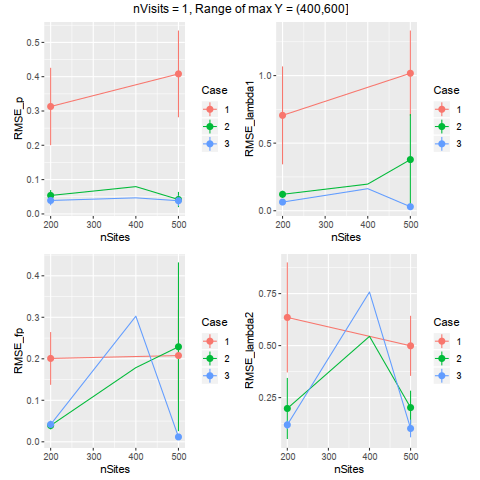 nVisits = 1, Range of max Y = (400,600]
RMSE_p
0.5
0.4
0.3
0.2
0.1
0.0
200 300 400 500
nSites
Case
1
2
3
RMSE_lambda1
1.0
0.5
0.0
200 300 400 500
nSites
Case
1
2
3
RMSE_fp
0.4
0.3
0.2
0.1
0.0
200 300 400 500
nSites
Case
1
2
3
RMSE_lambda2
0.75
0.50
0.25
200 300 400 500
nSites
Case
1
2
3